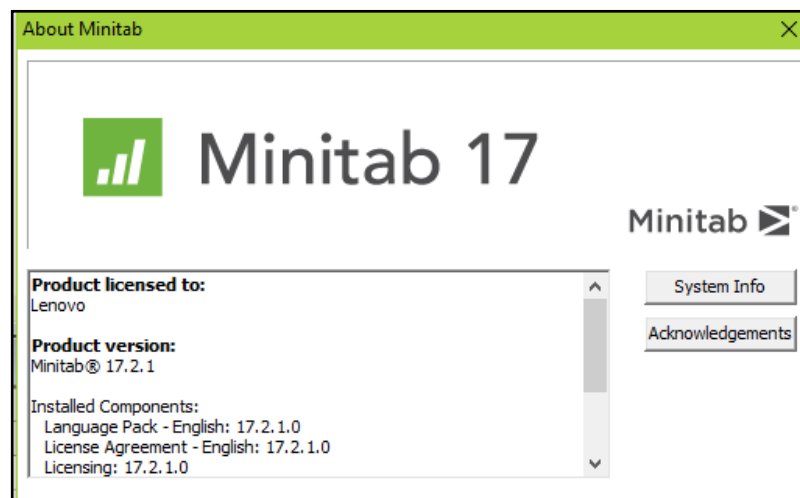 About Minitab
Minitab 17
Minitab
Product licensed to:
Lenovo
Product version:
Minitab® 17.2.1
Installed Components:
Language Pack - English: 17.2.1.0
License Agreement - English: 17.2.1.0
Licensing: 17.2.1.0
System Info
Acknowledgements